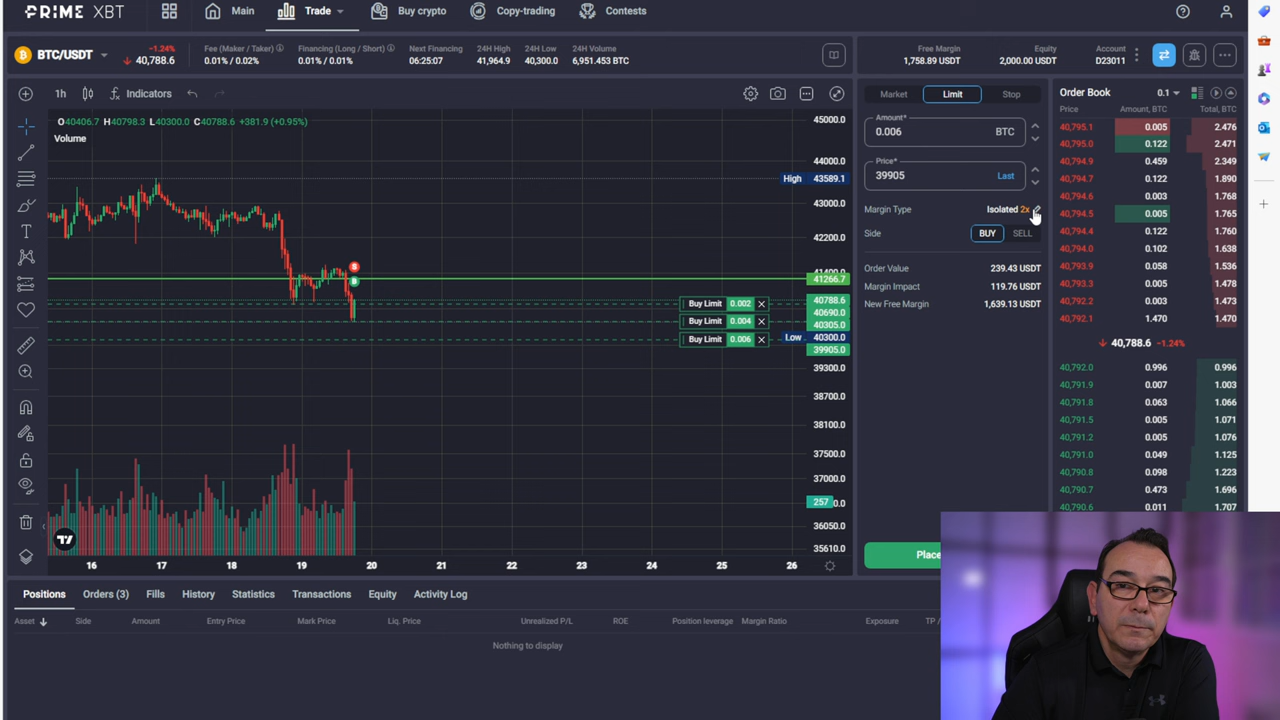 PRIME XBT Main Trade Buy crypto Copy-trading Contests
BTC/USDT -1.24% 40,788.6
Fee (Maker / Taker) 0.01% / 0.02%
Financing (Long / Short) 0.01% / 0.01%
Next Financing 06:25:07
24H High 41,964.9
24H Low 40,300.0
24H Volume 6,951.453 BTC
Free Margin 1,758.89 USDT
Equity 2,000.00 USDT
Account D23011
1h Indicators
O40406.7 H40798.3 L40300.0 C40788.6 +381.9 (+0.95%)
Volume
45000.0
44000.0
High 43589.1
43000.0
42200.0
41400.0
41266.7
40788.6
40690.0
40305.0
Low 40300.0
39905.0
39300.0
38700.0
38100.0
37500.0
37000.0
257
36050.0
35610.0
S
B
Buy Limit 0.002 X
Buy Limit 0.004 X
Buy Limit 0.006 X
16 17 18 19 20 21 22 23 24 25 26
Market Limit Stop
Amount*
0.006 BTC
Price*
39905 Last
Margin Type Isolated 2x
Side BUY SELL
Order Value 239.43 USDT
Margin Impact 119.76 USDT
New Free Margin 1,639.13 USDT
Place
Order Book 0.1
Price Amount, BTC Total, BTC
40,795.1 0.005 2.476
40,795.0 0.122 2.471
40,794.9 0.459 2.349
40,794.7 0.122 1.890
40,794.6 0.003 1.768
40,794.5 0.005 1.765
40,794.4 0.122 1.760
40,794.0 0.102 1.638
40,793.9 0.058 1.536
40,793.3 0.005 1.478
40,792.2 0.003 1.473
40,792.1 1.470 1.470
40,788.6 -1.24%
40,792.0 0.996 0.996
40,791.9 0.007 1.003
40,791.8 0.063 1.066
40,791.5 0.005 1.071
40,791.2 0.005 1.076
40,791.0 0.049 1.125
40,790.8 0.098 1.223
40,790.7 0.473 1.696
40,790.6 0.011 1.707
Positions Orders (3) Fills History Statistics Transactions Equity Activity Log
Asset Side Amount Entry Price Mark Price Liq. Price Unrealized P/L ROE Position leverage Margin Ratio Exposure TP /
Nothing to display